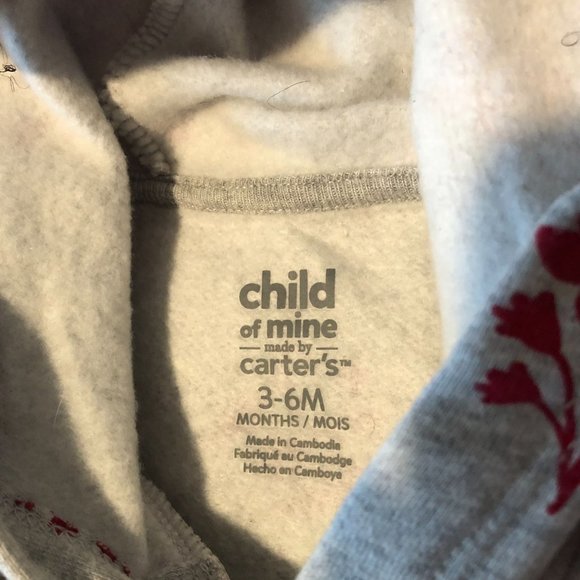 child
of mine
made by
carter's™
3-6M
MONTHS / MOIS
Made in Cambodia
Fabriqué au Cambodge
Hecho en Camboya